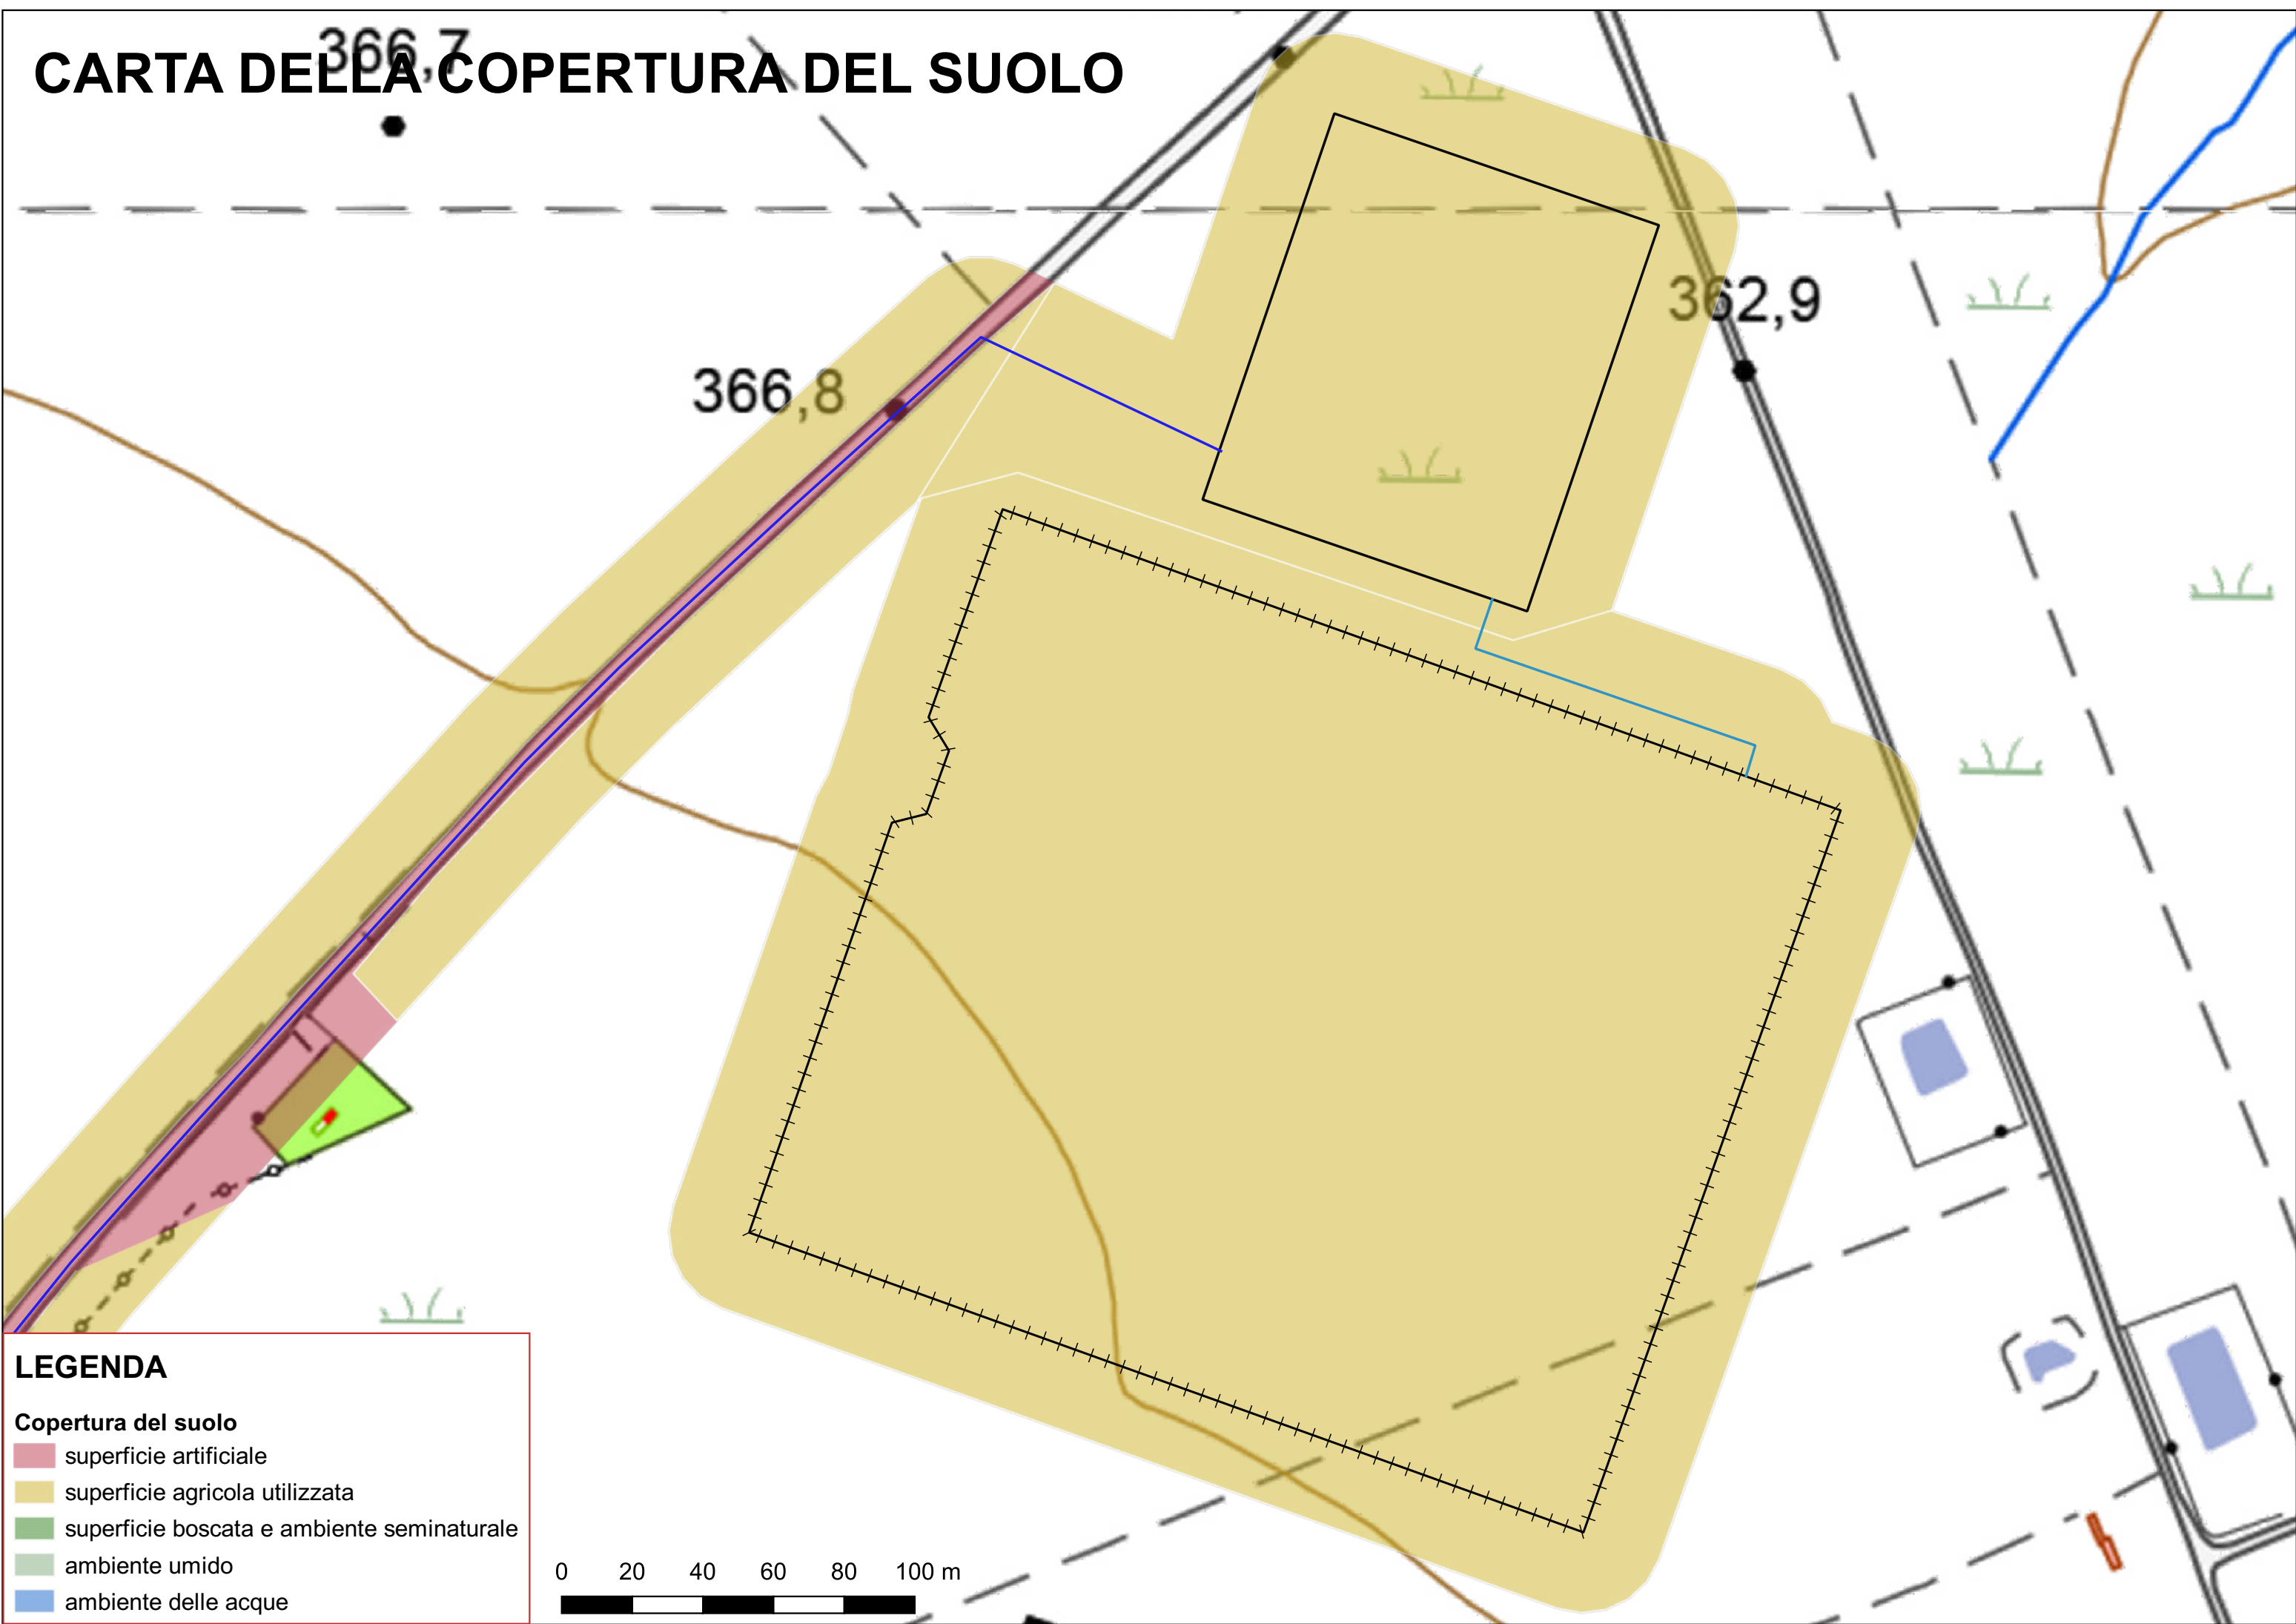 366,7
CARTA DELLA COPERTURA DEL SUOLO
362,9
366,8
LEGENDA
Copertura del suolo
superficie artificiale
superficie agricola utilizzata
superficie boscata e ambiente seminaturale
ambiente umido
ambiente delle acque
0 20 40 60 80 100 m